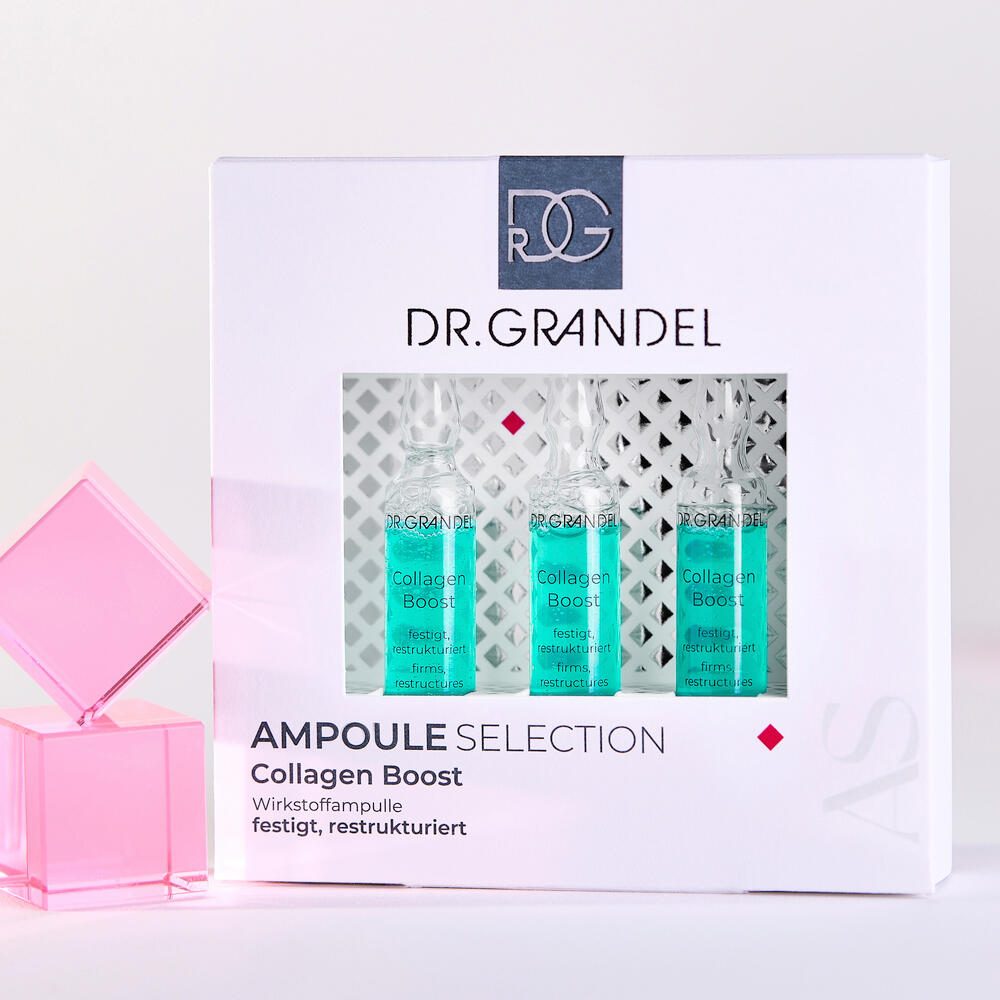 DR G
DR.GRANDEL
DR.GRANDEL
Collagen
Boost
festigt,
restrukturiert
firms,
restructures
DR.GRANDEL
Collagen
Boost
festigt,
restrukturiert
firms,
restructures
DR.GRANDEL
Collagen
Boost
festigt,
restrukturiert
firms,
restructures
AMPOULE SELECTION
Collagen Boost
Wirkstoffampulle
festigt, restrukturiert
AS